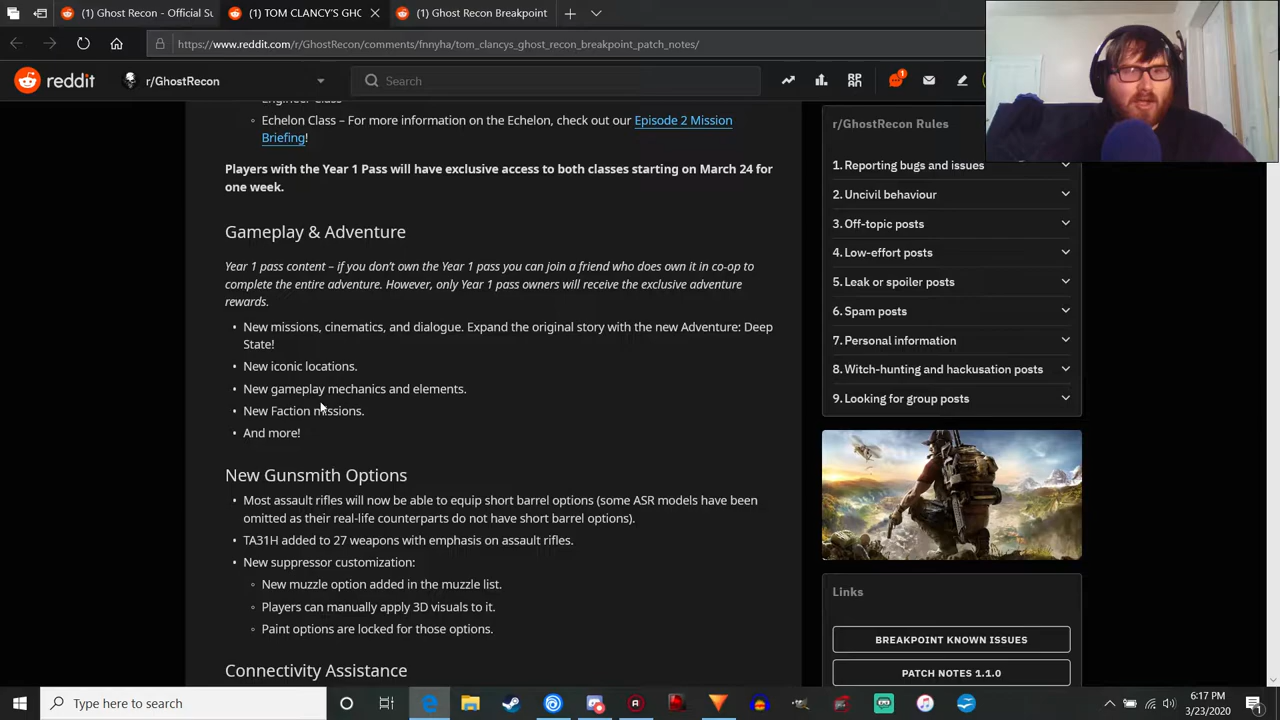 (1) Ghost Recon - Official Su
(1) TOM CLANCY'S GHO
(1) Ghost Recon Breakpoint
https://www.reddit.com/r/GhostRecon/comments/fnnyha/tom_clancys_ghost_recon_breakpoint_patch_notes/
reddit
r/GhostRecon
Search
1
Echelon Class – For more information on the Echelon, check out our Episode 2 Mission
Briefing!
Players with the Year 1 Pass will have exclusive access to both classes starting on March 24 for
one week.
Gameplay & Adventure
Year 1 pass content – if you don't own the Year 1 pass you can join a friend who does own it in co-op to
complete the entire adventure. However, only Year 1 pass owners will receive the exclusive adventure
rewards.
• New missions, cinematics, and dialogue. Expand the original story with the new Adventure: Deep
State!
• New iconic locations.
• New gameplay mechanics and elements.
• New Faction missions.
• And more!
New Gunsmith Options
• Most assault rifles will now be able to equip short barrel options (some ASR models have been
omitted as their real-life counterparts do not have short barrel options).
• TA31H added to 27 weapons with emphasis on assault rifles.
• New suppressor customization:
◦ New muzzle option added in the muzzle list.
◦ Players can manually apply 3D visuals to it.
◦ Paint options are locked for those options.
Connectivity Assistance
r/GhostRecon Rules
1. Reporting bugs and issues
2. Uncivil behaviour
3. Off-topic posts
4. Low-effort posts
5. Leak or spoiler posts
6. Spam posts
7. Personal information
8. Witch-hunting and hackusation posts
9. Looking for group posts
Links
BREAKPOINT KNOWN ISSUES
PATCH NOTES 1.1.0
Type here to search
6:17 PM
3/23/2020
1